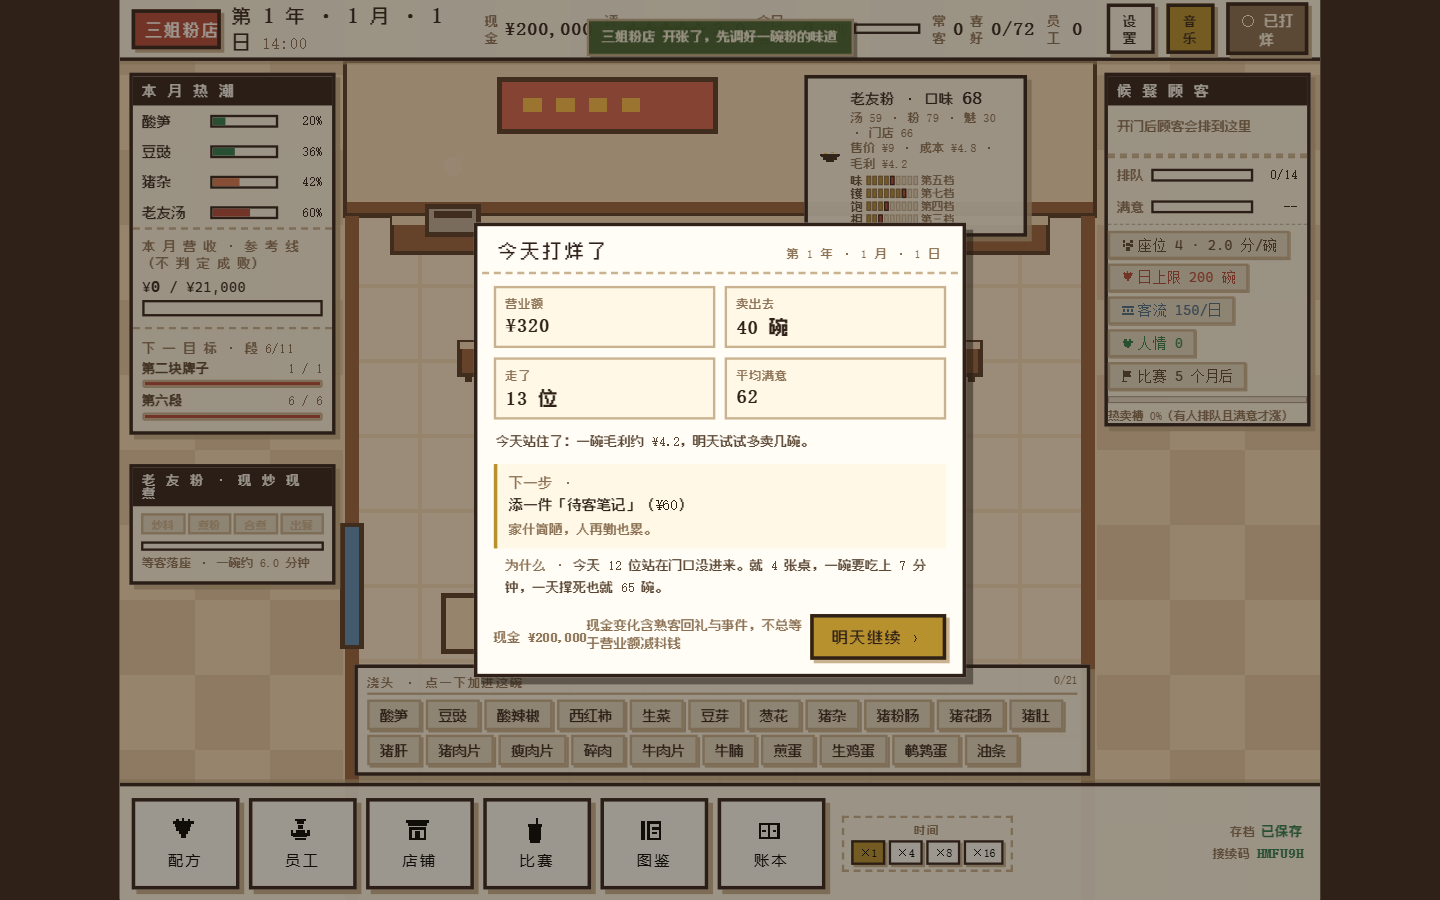 三姐粉店
第 1 年 · 1 月 · 1
日 14:00
现金 ¥200,000
三姐粉店 开张了，先调好一碗粉的味道
常客 0
喜好 0/72
员工 0
设置
音乐
○ 已打烊
本月热潮
酸笋 20%
豆豉 36%
猪杂 42%
老友汤 60%
本月营收 · 参考线
（不判定成败）
¥0 / ¥21,000
下一目标 · 段 6/11
第二块牌子 1 / 1
第六段 6 / 6
老友粉 · 现炒现煮
炒料 煮粉 合煮 出餐
等客落座 · 一碗约 6.0 分钟
老友粉 · 口味 68
汤 59 · 粉 79 · 魅 30
· 门店 66
售价 ¥9 · 成本 ¥4.8 ·
毛利 ¥4.2
味 第五档
镬 第七档
饱 第四档
相 第三档
候餐顾客
开门后顾客会排到这里
排队 0/14
满意 --
座位 4 · 2.0 分/碗
日上限 200 碗
客流 150/日
人情 0
比赛 5 个月后
热卖槽 0%（有人排队且满意才涨）
今天打烊了
第 1 年 · 1 月 · 1 日
营业额
¥320
卖出去
40 碗
走了
13 位
平均满意
62
今天站住了：一碗毛利约 ¥4.2，明天试试多卖几碗。
下一步 ·
添一件「待客笔记」（¥60）
家什简陋，人再勤也累。
为什么 · 今天 12 位站在门口没进来。就 4 张桌，一碗要吃上 7 分
钟，一天撑死也就 65 碗。
现金 ¥200,000
现金变化含熟客回礼与事件，不总等
于营业额减料钱
明天继续 ›
浇头 · 点一下加进这碗 0/21
酸笋 豆豉 酸辣椒 西红柿 生菜 豆芽 葱花 猪杂 猪粉肠 猪花肠 猪肚
猪肝 猪肉片 瘦肉片 碎肉 牛肉片 牛腩 煎蛋 生鸡蛋 鹌鹑蛋 油条
配方
员工
店铺
比赛
图鉴
账本
时间
×1 ×4 ×8 ×16
存档 已保存
接续码 HMFU9H